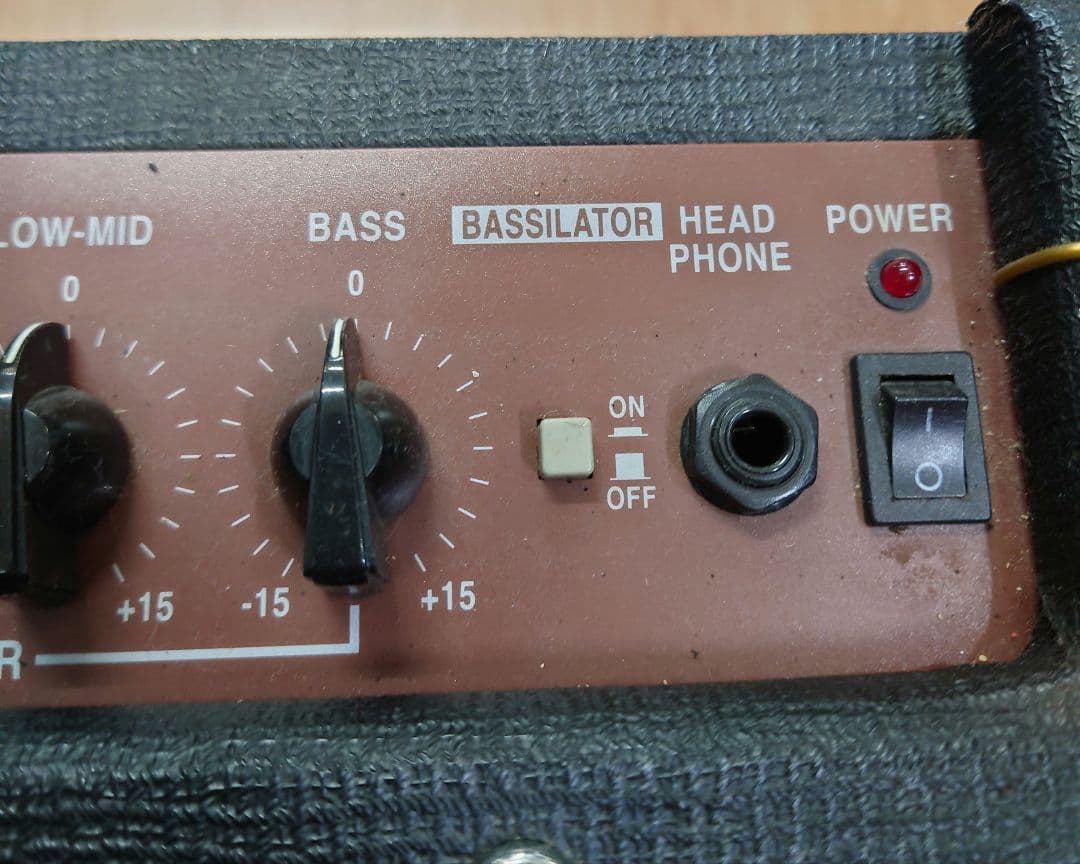 LOW-MID
0
+15
BASS
0
-15
+15
BASSILATOR
ON
OFF
HEAD
PHONE
POWER
I
O
R